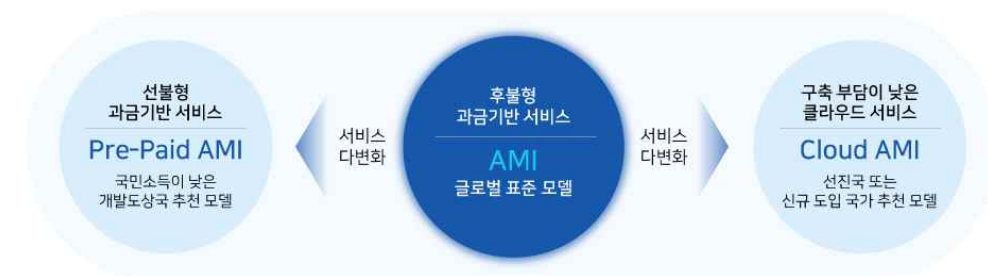 선불형
과금기반 서비스
Pre-Paid AMI
국민소득이 낮은
개발도상국 추천 모델
서비스
다변화
후불형
과금기반 서비스
AMI
글로벌 표준 모델
서비스
다변화
구축 부담이 낮은
클라우드 서비스
Cloud AMI
선진국 또는
신규 도입 국가 추천 모델